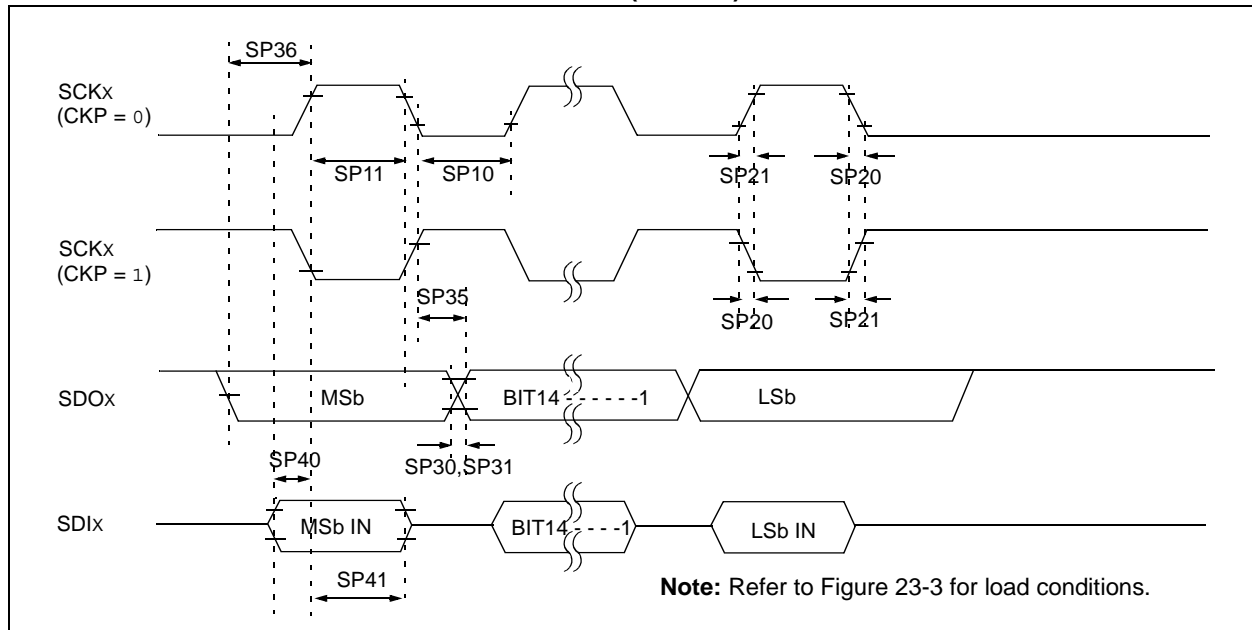 SP36
SCKX
(CKP = 0)
SP11
SP10
SP21
SP20
SCKX
(CKP = 1)
SP35
SP20
SP21
SDOX
MSb
BIT14 - - - - - -1
LSb
SP40
SP30,SP31
SDIX
MSb IN
BIT14 - - - -1
LSb IN
SP41
Note: Refer to Figure 23-3 for load conditions.